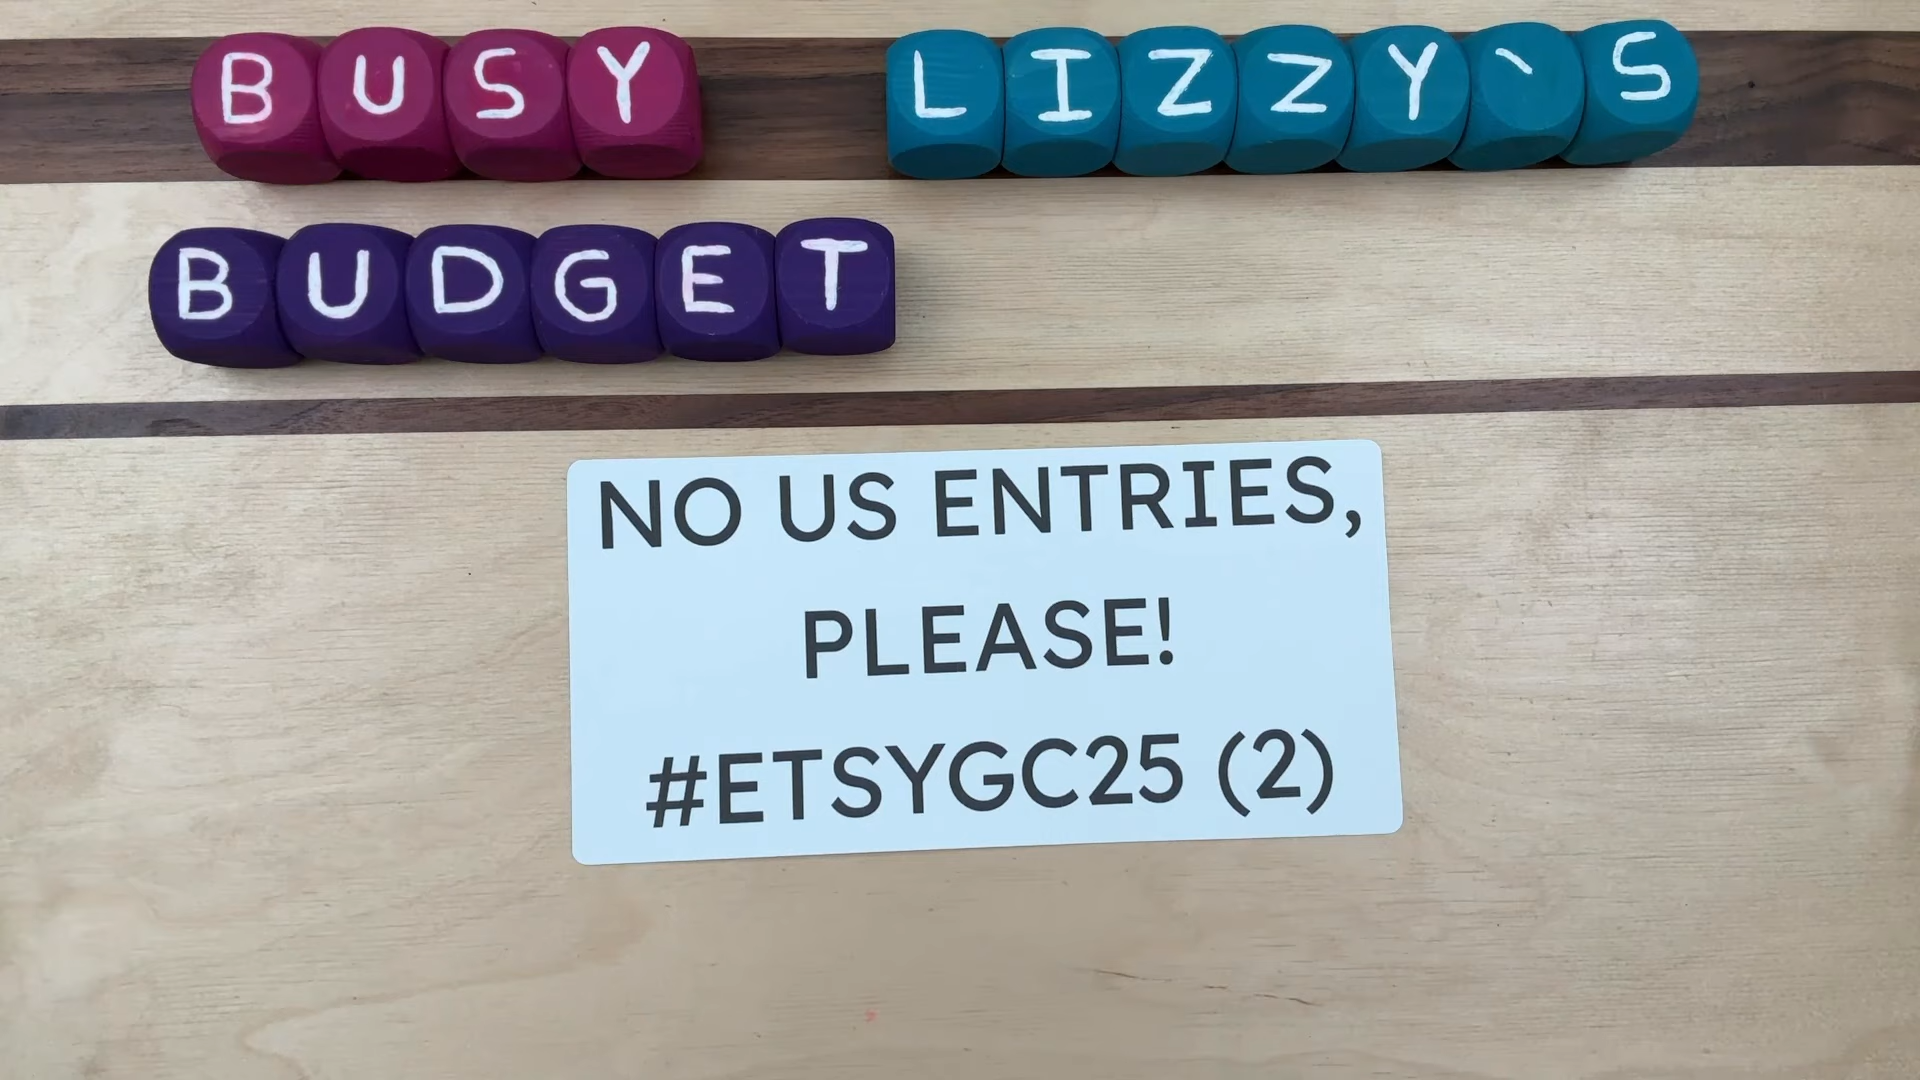 BUSY LIZZY`S
BUDGET
NO US ENTRIES,
PLEASE!
#ETSYGC25 (2)